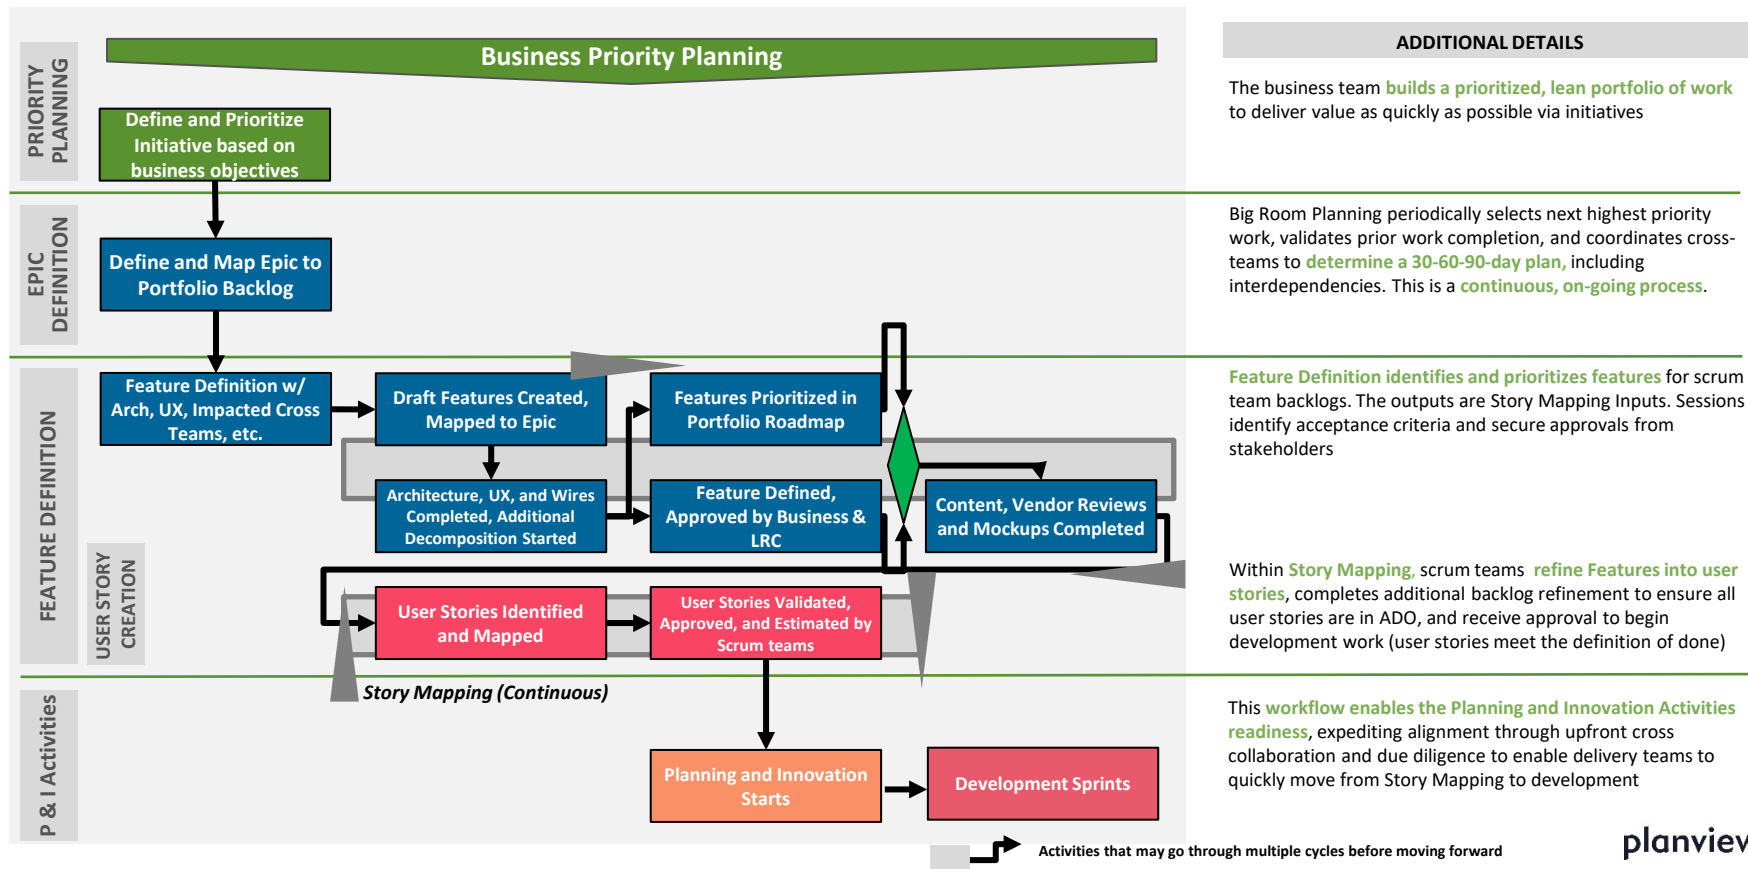 Business Priority Planning
ADDITIONAL DETAILS
PRIORITY
PLANNING
Define and Prioritize
Initiative based on
business objectives
The business team builds a prioritized, lean portfolio of work
to deliver value as quickly as possible via initiatives
EPIC
DEFINITION
Define and Map Epic to
Portfolio Backlog
Big Room Planning periodically selects next highest priority
work, validates prior work completion, and coordinates cross-
teams to determine a 30-60-90-day plan, including
interdependencies. This is a continuous, on-going process.
FEATURE DEFINITION
Feature Definition w/
Arch, UX, Impacted Cross
Teams, etc.
Draft Features Created,
Mapped to Epic
Features Prioritized in
Portfolio Roadmap
Feature Definition identifies and prioritizes features for scrum
team backlogs. The outputs are Story Mapping Inputs. Sessions
identify acceptance criteria and secure approvals from
stakeholders
Architecture, UX, and Wires
Completed, Additional
Decomposition Started
Feature Defined,
Approved by Business &
LRC
Content, Vendor Reviews
and Mockups Completed
USER STORY
CREATION
User Stories Identified
and Mapped
User Stories Validated,
Approved, and Estimated by
Scrum teams
Within Story Mapping, scrum teams refine Features into user
stories, completes additional backlog refinement to ensure all
user stories are in ADO, and receive approval to begin
development work (user stories meet the definition of done)
Story Mapping (Continuous)
P & I Activities
Planning and Innovation
Starts
Development Sprints
This workflow enables the Planning and Innovation Activities
readiness, expediting alignment through upfront cross
collaboration and due diligence to enable delivery teams to
quickly move from Story Mapping to development
Activities that may go through multiple cycles before moving forward
planview